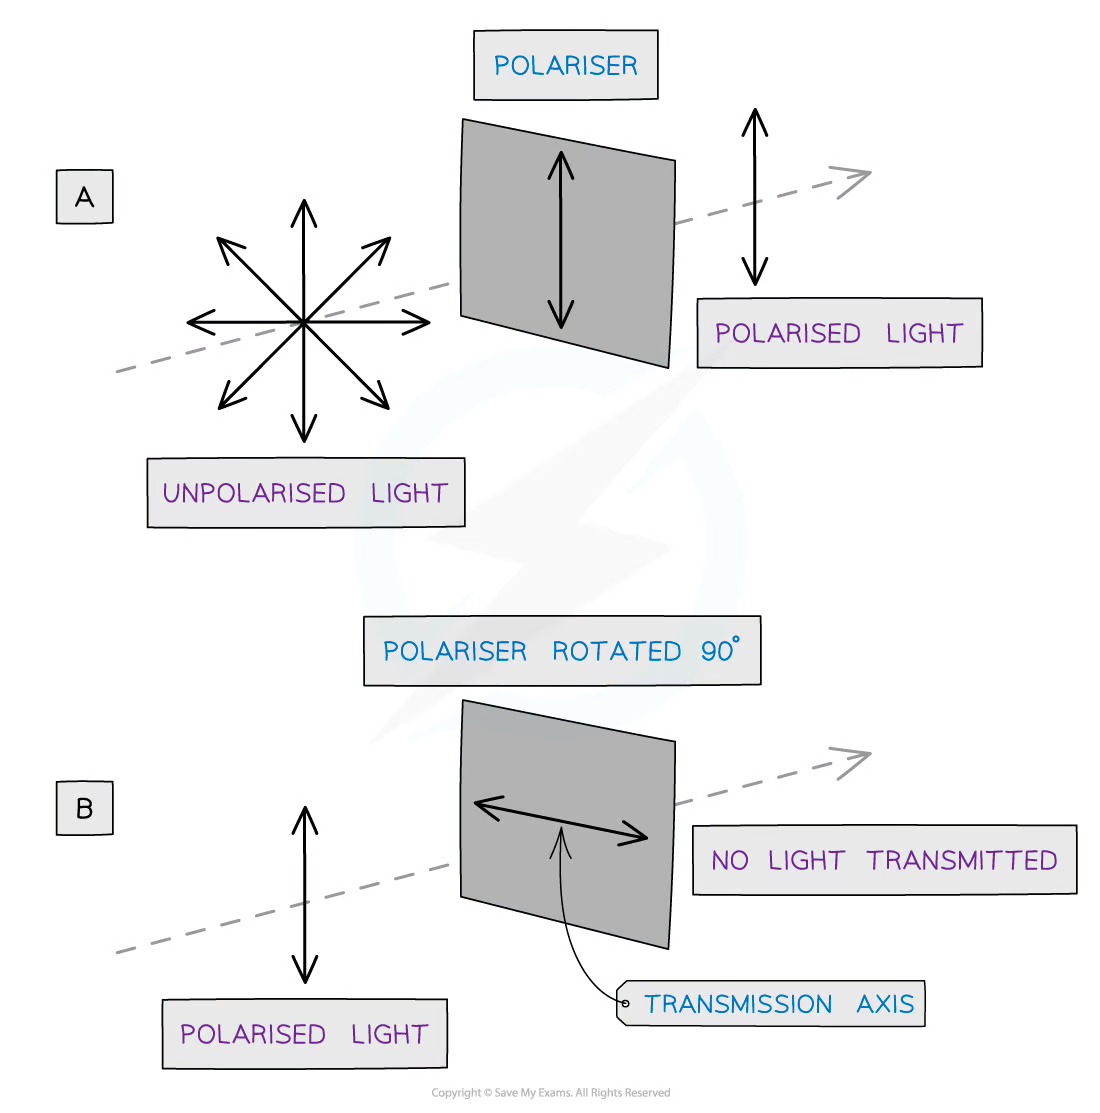 POLARISER
A
POLARISED LIGHT
UNPOLARISED LIGHT
POLARISER ROTATED 90°
B
NO LIGHT TRANSMITTED
TRANSMISSION AXIS
POLARISED LIGHT
Copyright © Save My Exams. All Rights Reserved